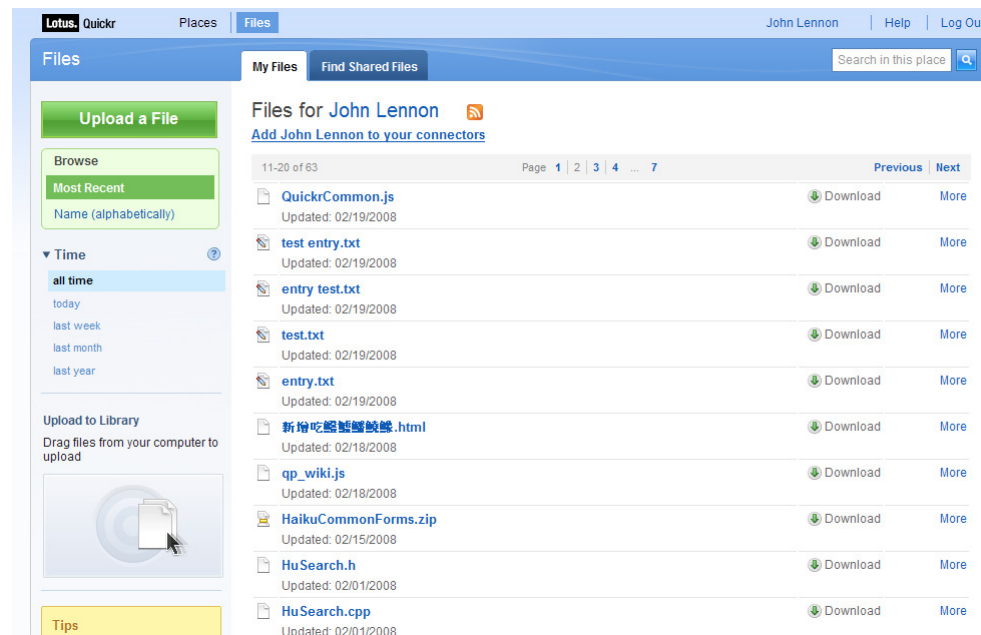 Lotus. Quickr Places Files John Lennon Help Log Ou
Files My Files Find Shared Files Search in this place
Upload a File
Browse
Most Recent
Name (alphabetically)
Time
all time
today
last week
last month
last year
Upload to Library
Drag files from your computer to
upload
Tips
Files for John Lennon
Add John Lennon to your connectors
11-20 of 63 Page 1 2 3 4 ... 7 Previous Next
QuickrCommon.js Download More
Updated: 02/19/2008
test entry.txt Download More
Updated: 02/19/2008
entry test.txt Download More
Updated: 02/19/2008
test.txt Download More
Updated: 02/19/2008
entry.txt Download More
Updated: 02/19/2008
新增吃.html Download More
Updated: 02/18/2008
qp_wiki.js Download More
Updated: 02/18/2008
HaikuCommonForms.zip Download More
Updated: 02/15/2008
HuSearch.h Download More
Updated: 02/01/2008
HuSearch.cpp Download More
Updated: 02/01/2008